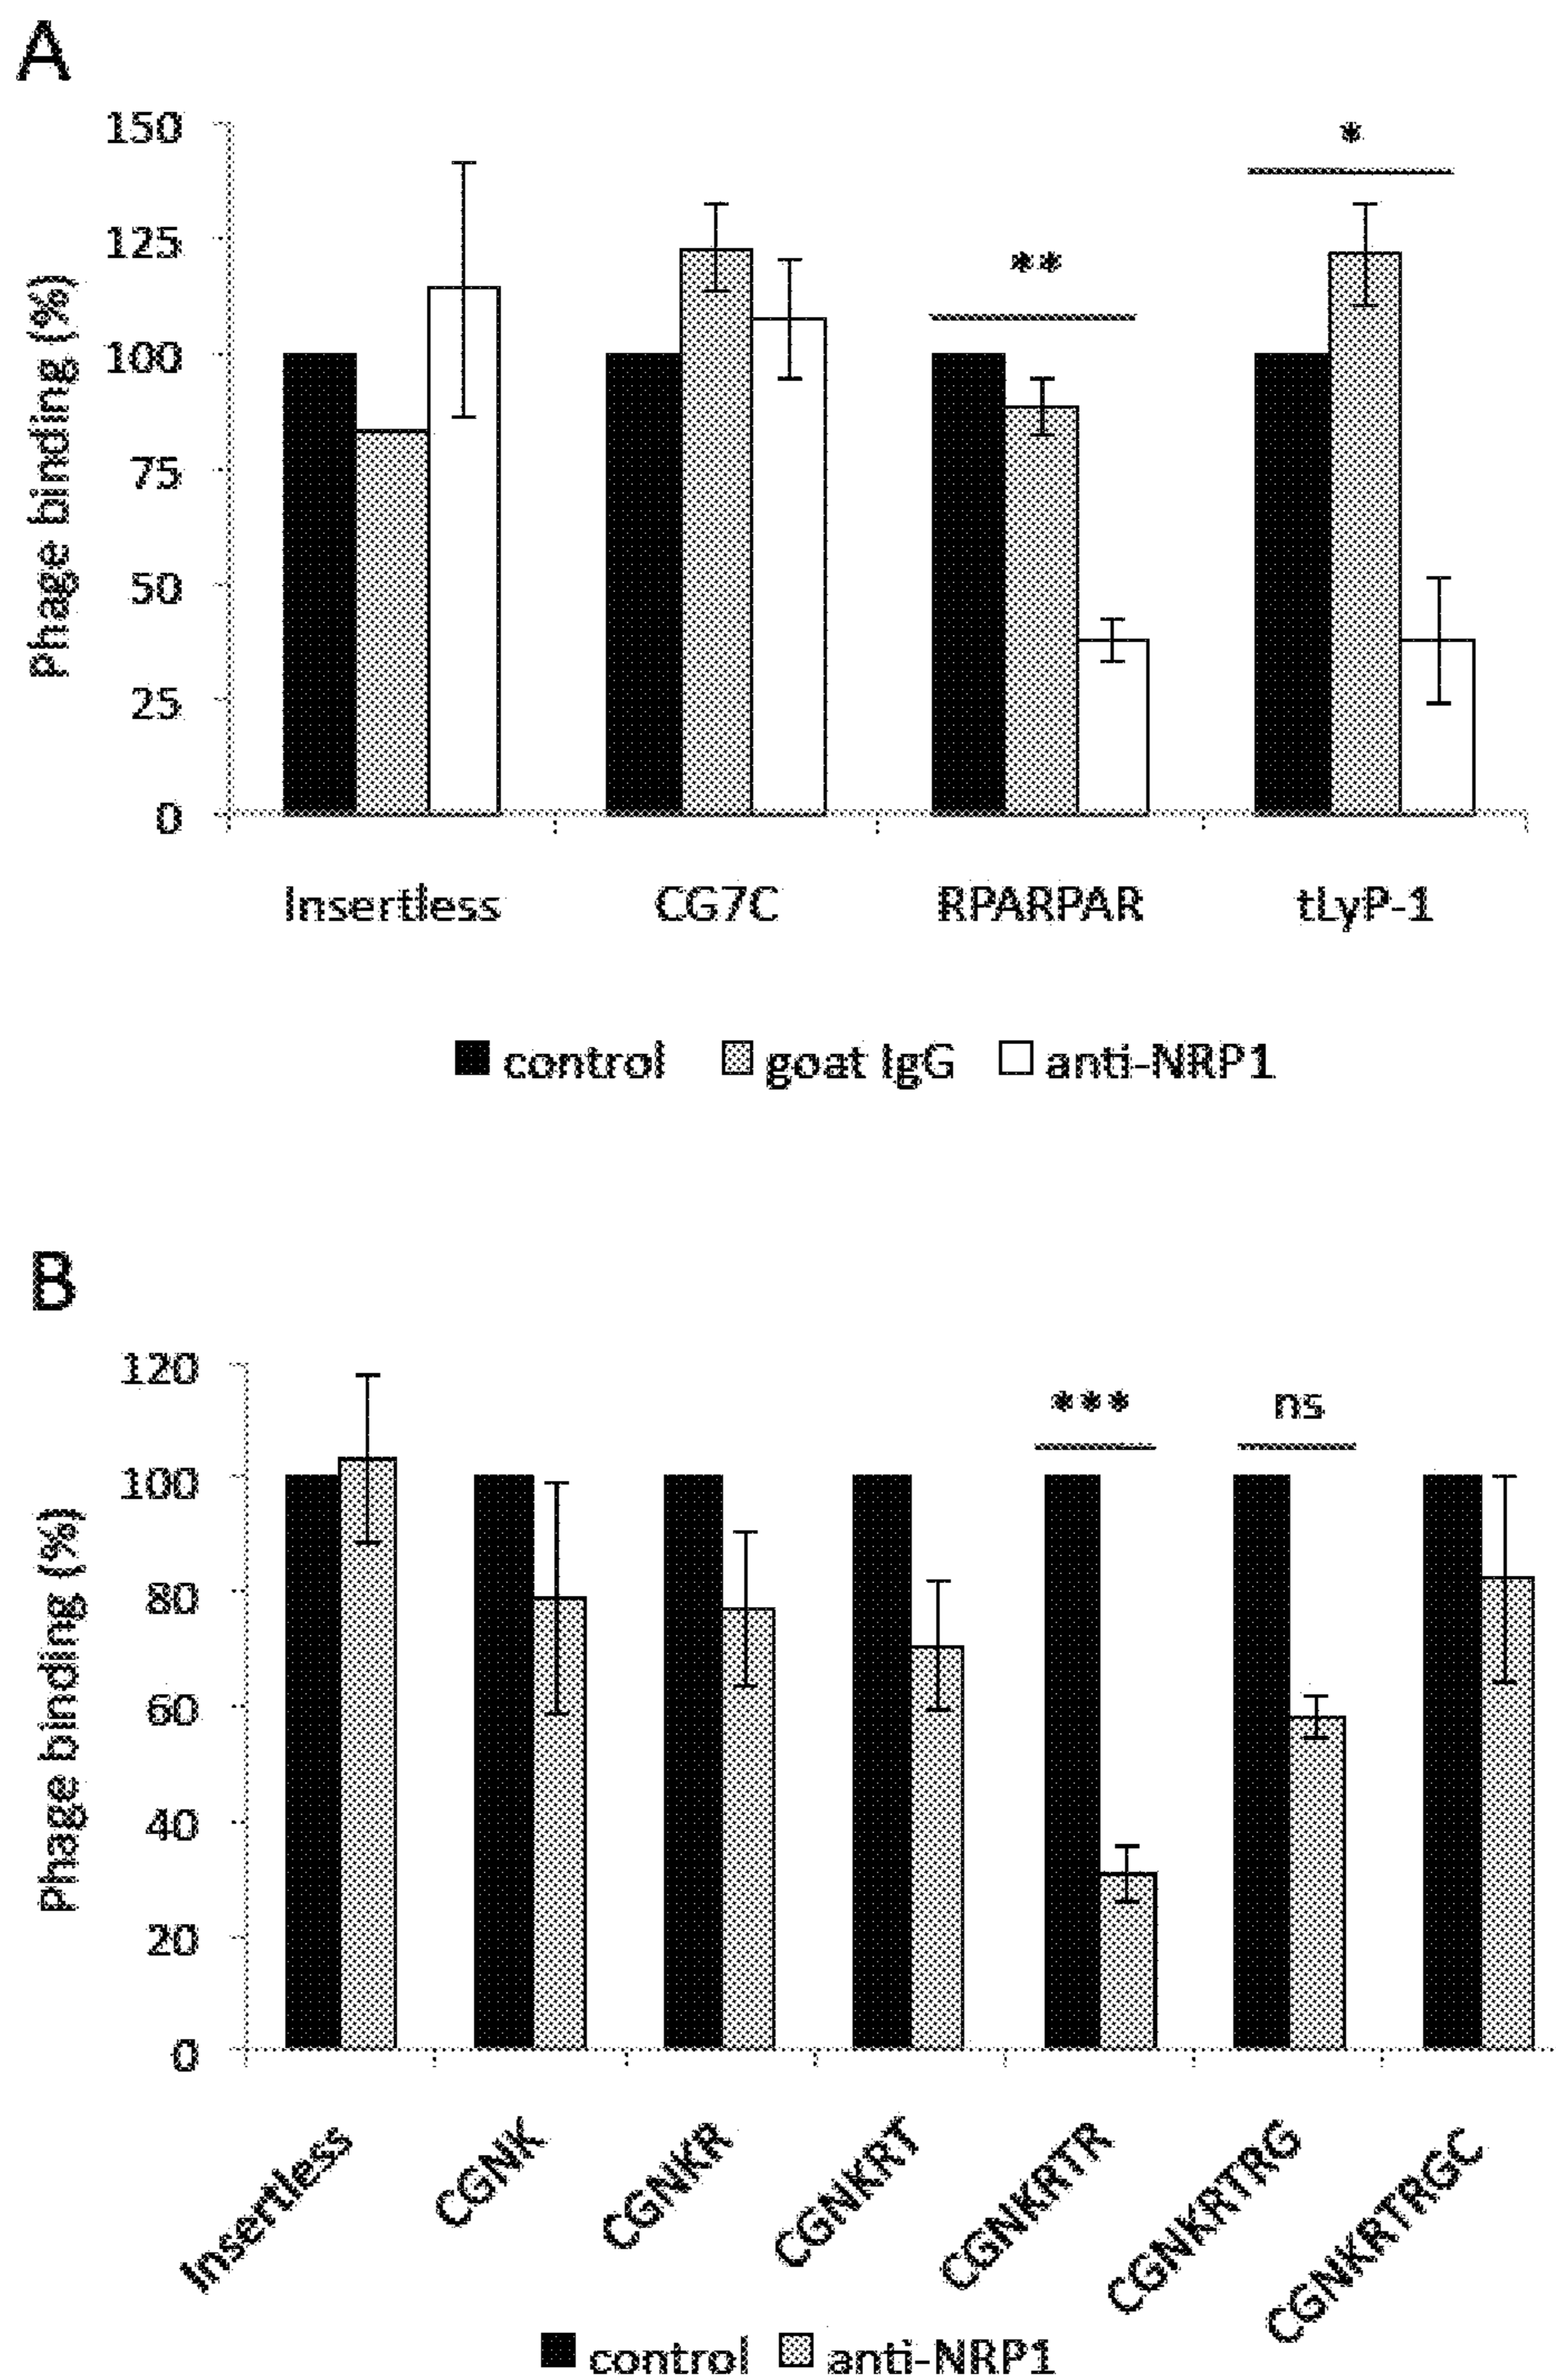 A
150
125
100
75
50
25
0
Phage binding (%)
**
*
Insertless CG7C RPARPAR tLyP-1
control goat IgG anti-NRP1
B
120
100
80
60
40
20
0
Phage binding (%)
***
ns
Insertless
CGNK
CGNKR
CGNKRT
CGNKRTR
CGNKRTRG
CGNKRTRGC
control anti-NRP1